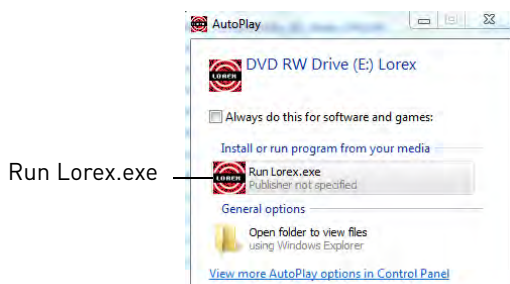 AutoPlay
DVD RW Drive (E:) Lorex
LOREX
Always do this for software and games:
Install or run program from your media
Run Lorex.exe
Run Lorex.exe
LOREX
Publisher not specified
General options
Open folder to view files
using Windows Explorer
View more AutoPlay options in Control Panel